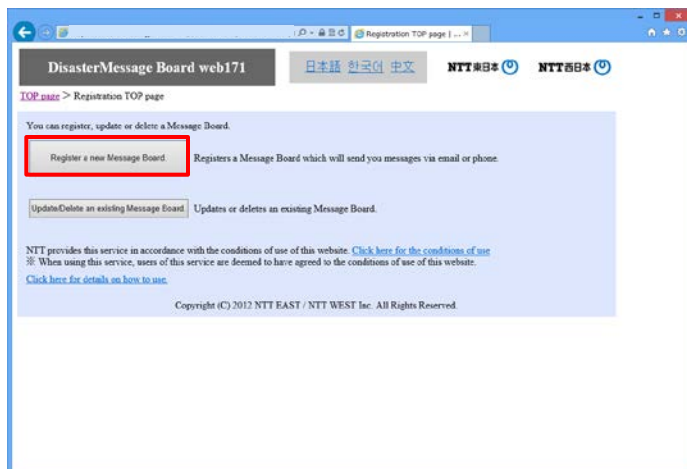 Registration TOP page | ... ×
DisasterMessage Board web171
日本語 한국어 中文
NTT東日本
NTT西日本
TOP page > Registration TOP page
You can register, update or delete a Message Board.
Register a new Message Board.
Registers a Message Board which will send you messages via email or phone.
Update/Delete an existing Message Board.
Updates or deletes an existing Message Board.
NTT provides this service in accordance with the conditions of use of this website. Click here for the conditions of use
※ When using this service, users of this service are deemed to have agreed to the conditions of use of this website.
Click here for details on how to use.
Copyright (C) 2012 NTT EAST / NTT WEST Inc. All Rights Reserved.